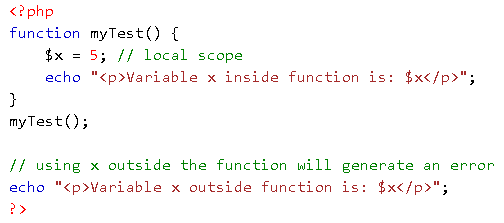 <?php
function myTest() {
    $x = 5; // local scope
    echo "<p>Variable x inside function is: $x</p>";
}
myTest();

// using x outside the function will generate an error
echo "<p>Variable x outside function is: $x</p>";
?>